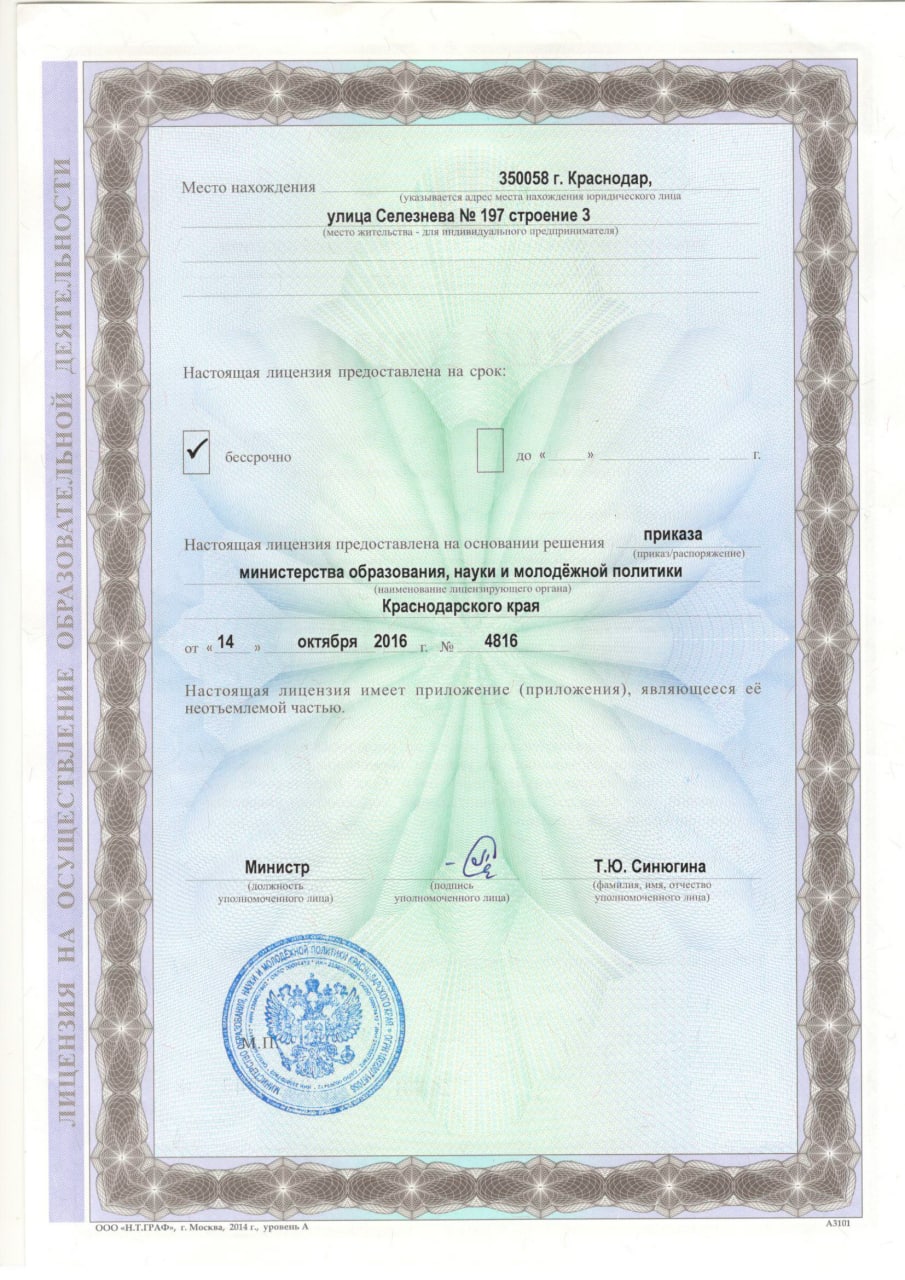 ЛИЦЕНЗИЯ НА ОСУЩЕСТВЛЕНИЕ ОБРАЗОВАТЕЛЬНОЙ ДЕЯТЕЛЬНОСТИ
Место нахождения 350058 г. Краснодар,
(указывается адрес места нахождения юридического лица
улица Селезнева № 197 строение 3
(место жительства - для индивидуального предпринимателя)
Настоящая лицензия предоставлена на срок:
✓ бессрочно до « » г.
Настоящая лицензия предоставлена на основании решения приказа
(приказ/распоряжение)
министерства образования, науки и молодёжной политики
(наименование лицензирующего органа)
Краснодарского края
от « 14 » октября 2016 г. № 4816
Настоящая лицензия имеет приложение (приложения), являющееся её
неотъемлемой частью.
Министр Т.Ю. Синюгина
(должность (подпись (фамилия, имя, отчество
уполномоченного лица) уполномоченного лица) уполномоченного лица)
МИНИСТЕРСТВО ОБРАЗОВАНИЯ, НАУКИ И МОЛОДЁЖНОЙ ПОЛИТИКИ КРАСНОДАРСКОГО КРАЯ
М.П.
ООО «Н.Т.ГРАФ», г. Москва, 2014 г., уровень А
А3101